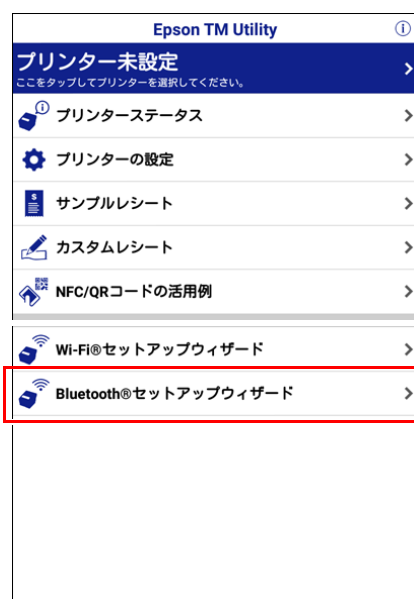 Epson TM Utility
プリンター未設定
ここをタップしてプリンターを選択してください。
プリンターステータス
プリンターの設定
サンプルレシート
カスタムレシート
NFC/QRコードの活用例
Wi-Fi®セットアップウィザード
Bluetooth®セットアップウィザード